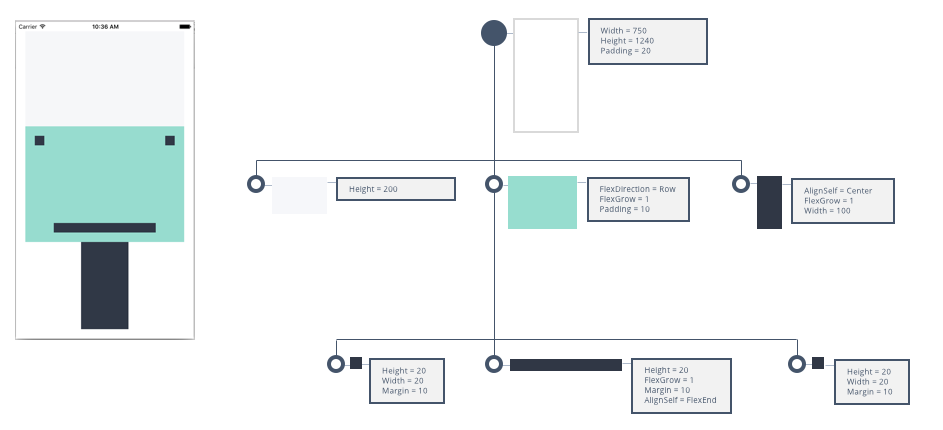 Carrier 10:36 AM
Width = 750
Height = 1240
Padding = 20
Height = 200
FlexDirection = Row
FlexGrow = 1
Padding = 10
AlignSelf = Center
FlexGrow = 1
Width = 100
Height = 20
Width = 20
Margin = 10
Height = 20
FlexGrow = 1
Margin = 10
AlignSelf = FlexEnd
Height = 20
Width = 20
Margin = 10